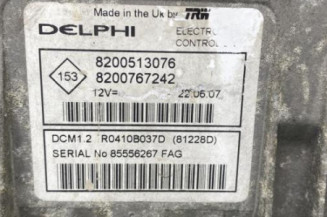 Made in the Uk by TRW
DELPHI
ELECTR
CONTROL
153
8200513076
8200767242
12V= 22.06.07
DCM1.2 R0410B037D (81228D)
SERIAL No 85556267 FAG